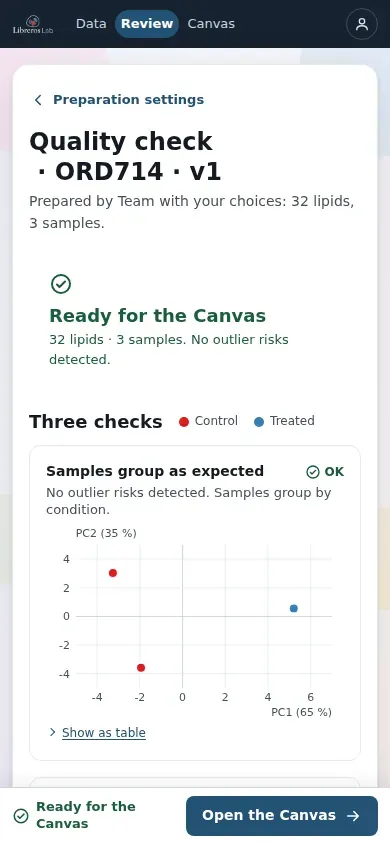 Libreros Lab
Data Review Canvas
Preparation settings
Quality check
· ORD714 · v1
Prepared by Team with your choices: 32 lipids,
3 samples.
Ready for the Canvas
32 lipids · 3 samples. No outlier risks
detected.
Three checks Control Treated
Samples group as expected OK
No outlier risks detected. Samples group by
condition.
PC2 (35 %)
4
2
0
-2
-4
-4 -2 0 2 4 6
PC1 (65 %)
Show as table
Ready for the
Canvas
Open the Canvas →